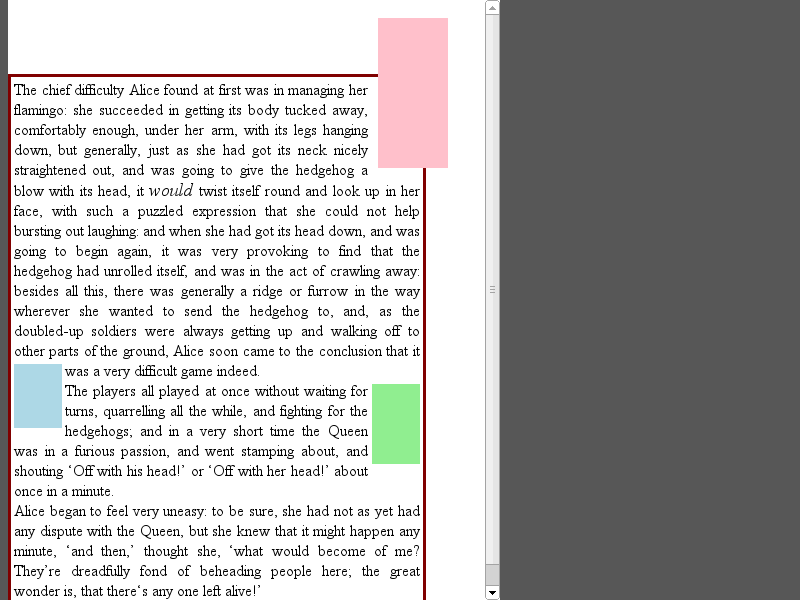 The chief difficulty Alice found at first was in managing her
flamingo: she succeeded in getting its body tucked away,
comfortably enough, under her arm, with its legs hanging
down, but generally, just as she had got its neck nicely
straightened out, and was going to give the hedgehog a
blow with its head, it would twist itself round and look up in her
face, with such a puzzled expression that she could not help
bursting out laughing: and when she had got its head down, and was
going to begin again, it was very provoking to find that the
hedgehog had unrolled itself, and was in the act of crawling away:
besides all this, there was generally a ridge or furrow in the way
wherever she wanted to send the hedgehog to, and, as the
doubled-up soldiers were always getting up and walking off to
other parts of the ground, Alice soon came to the conclusion that it
was a very difficult game indeed.
The players all played at once without waiting for
turns, quarrelling all the while, and fighting for the
hedgehogs; and in a very short time the Queen
was in a furious passion, and went stamping about, and
shouting ‘Off with his head!’ or ‘Off with her head!’ about
once in a minute.
Alice began to feel very uneasy: to be sure, she had not as yet had
any dispute with the Queen, but she knew that it might happen any
minute, ‘and then,’ thought she, ‘what would become of me?
They’re dreadfully fond of beheading people here; the great
wonder is, that there‘s any one left alive!’